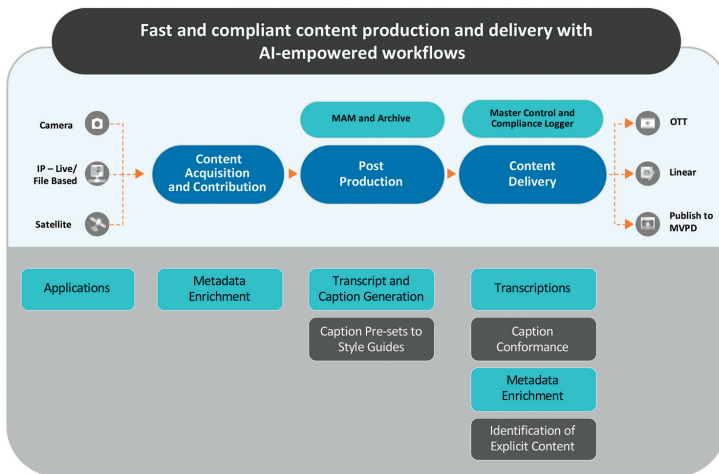 Fast and compliant content production and delivery with
AI-empowered workflows
Camera
IP – Live/
File Based
Satellite
Content
Acquisition
and Contribution
MAM and Archive
Post
Production
Master Control and
Compliance Logger
Content
Delivery
OTT
Linear
Publish to
MVPD
Applications
Metadata
Enrichment
Transcript and
Caption Generation
Caption Pre-sets to
Style Guides
Transcriptions
Caption
Conformance
Metadata
Enrichment
Identification of
Explicit Content